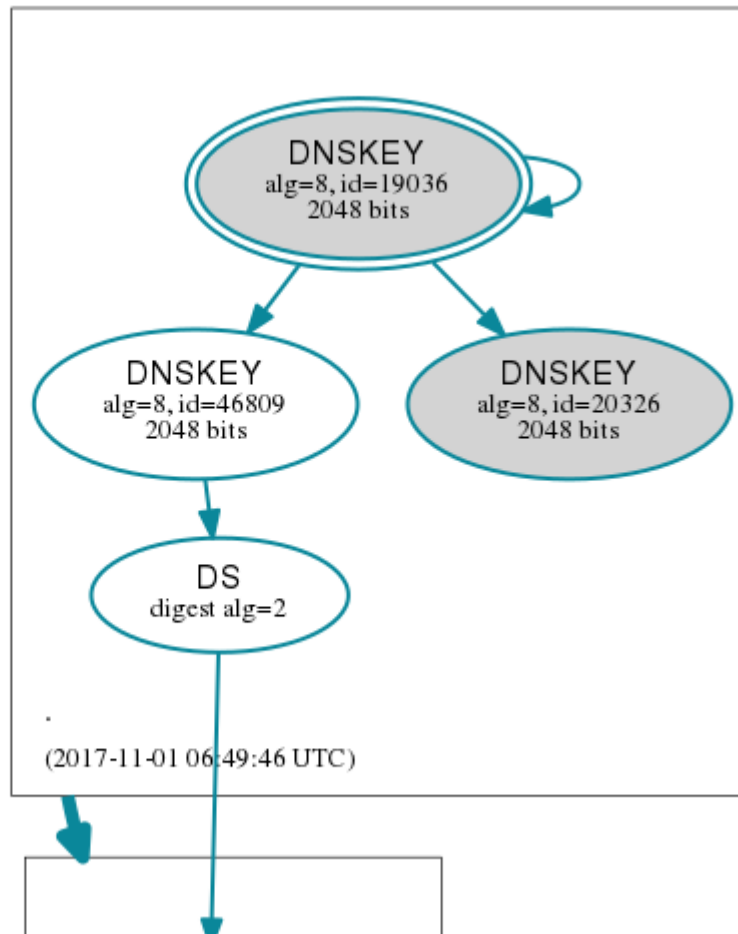 DNSKEY
alg=8, id=19036
2048 bits
DNSKEY
alg=8, id=46809
2048 bits
DNSKEY
alg=8, id=20326
2048 bits
DS
digest alg=2
.
(2017-11-01 06:49:46 UTC)